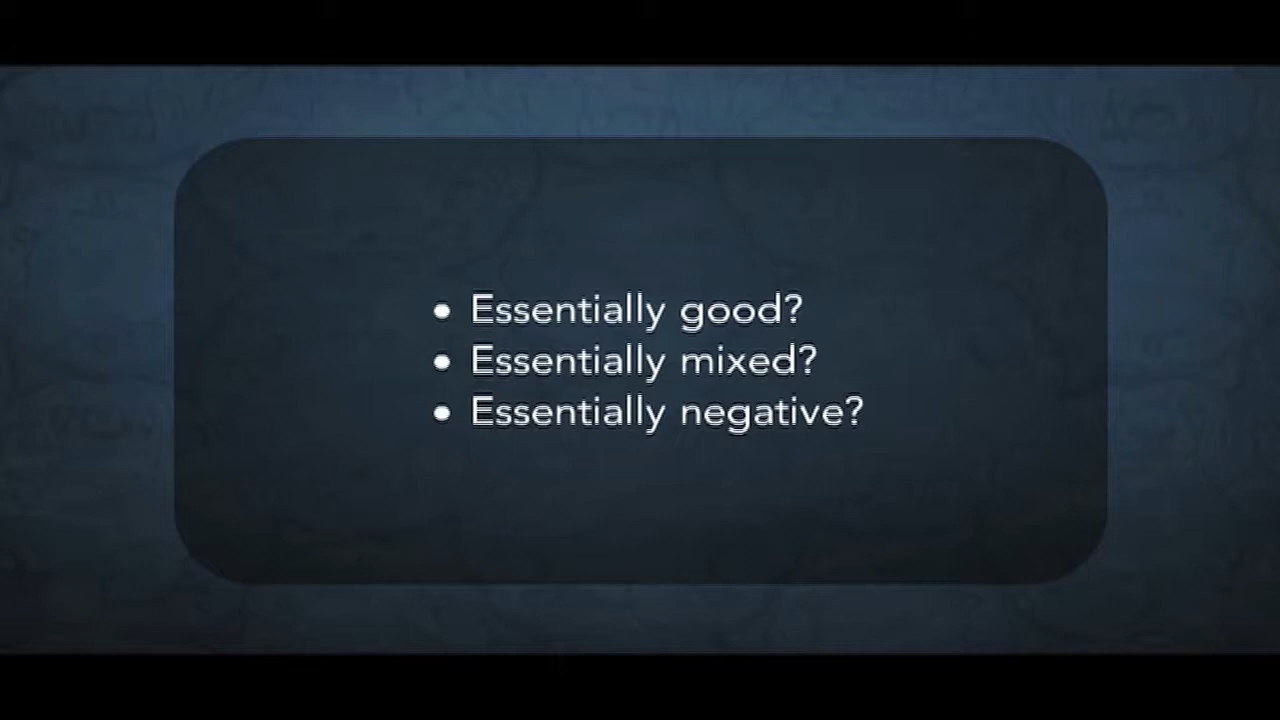 • Essentially good?
• Essentially mixed?
• Essentially negative?